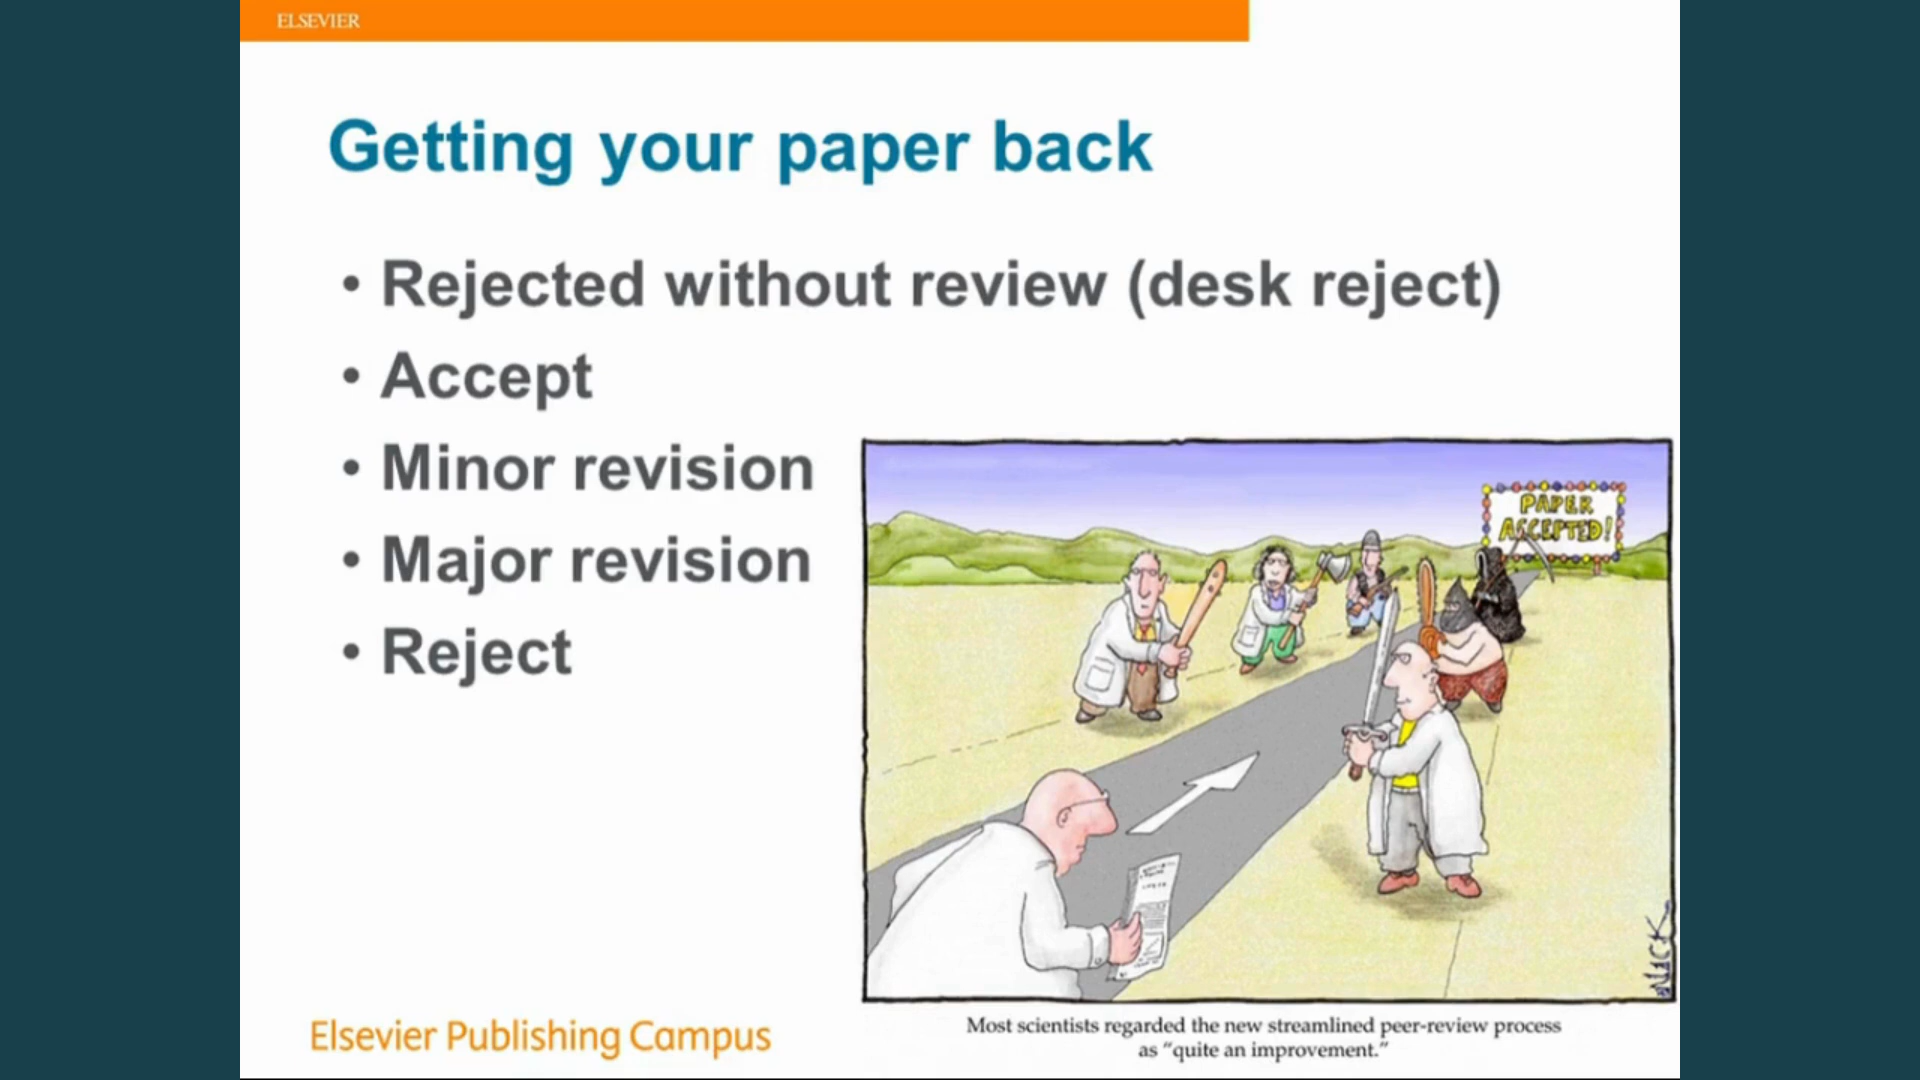 ELSEVIER
Getting your paper back
• Rejected without review (desk reject)
• Accept
• Minor revision
• Major revision
• Reject
PAPER
ACCEPTED!
NICK
Elsevier Publishing Campus
Most scientists regarded the new streamlined peer-review process
as “quite an improvement.”